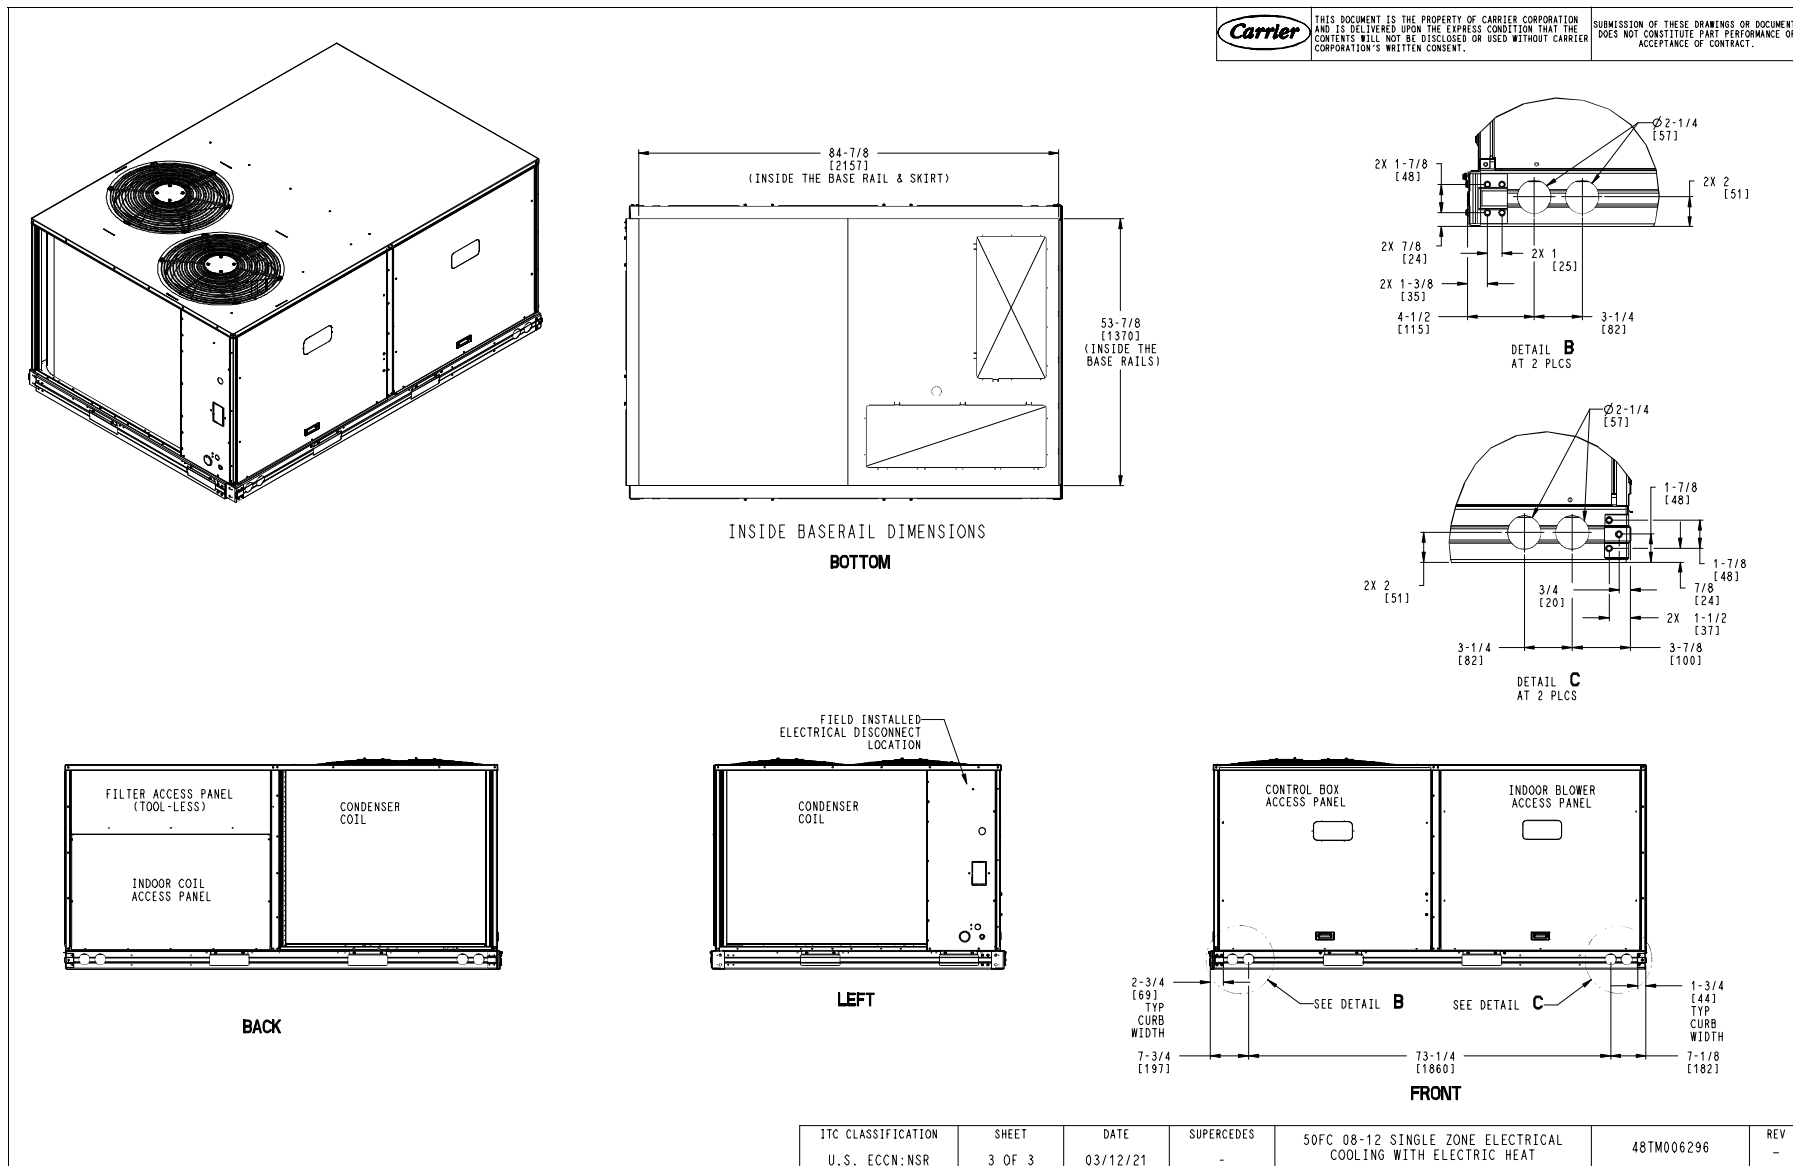 Carrier
THIS DOCUMENT IS THE PROPERTY OF CARRIER CORPORATION
AND IS DELIVERED UPON THE EXPRESS CONDITION THAT THE
CONTENTS WILL NOT BE DISCLOSED OR USED WITHOUT CARRIER
CORPORATION'S WRITTEN CONSENT.
SUBMISSION OF THESE DRAWINGS OR DOCUMENT
DOES NOT CONSTITUTE PART PERFORMANCE OR
ACCEPTANCE OF CONTRACT.
84-7/8
[2157]
(INSIDE THE BASE RAIL & SKIRT)
53-7/8
[1370]
(INSIDE THE
BASE RAILS)
INSIDE BASERAIL DIMENSIONS
BOTTOM
Ø2-1/4
[57]
2X 1-7/8
[48]
2X 2
[51]
2X 7/8
[24]
2X 1
[25]
2X 1-3/8
[35]
4-1/2
[115]
3-1/4
[82]
DETAIL B
AT 2 PLCS
Ø2-1/4
[57]
1-7/8
[48]
1-7/8
[48]
2X 2
[51]
3/4
[20]
7/8
[24]
2X 1-1/2
[37]
3-1/4
[82]
3-7/8
[100]
DETAIL C
AT 2 PLCS
FILTER ACCESS PANEL
(TOOL-LESS)
CONDENSER
COIL
INDOOR COIL
ACCESS PANEL
BACK
FIELD INSTALLED
ELECTRICAL DISCONNECT
LOCATION
CONDENSER
COIL
LEFT
CONTROL BOX
ACCESS PANEL
INDOOR BLOWER
ACCESS PANEL
2-3/4
[69]
TYP
CURB
WIDTH
SEE DETAIL B
SEE DETAIL C
1-3/4
[44]
TYP
CURB
WIDTH
7-3/4
[197]
73-1/4
[1860]
7-1/8
[182]
FRONT
ITC CLASSIFICATION
U.S. ECCN:NSR
SHEET
3 OF 3
DATE
03/12/21
SUPERCEDES
-
50FC 08-12 SINGLE ZONE ELECTRICAL
COOLING WITH ELECTRIC HEAT
48TM006296
REV
-